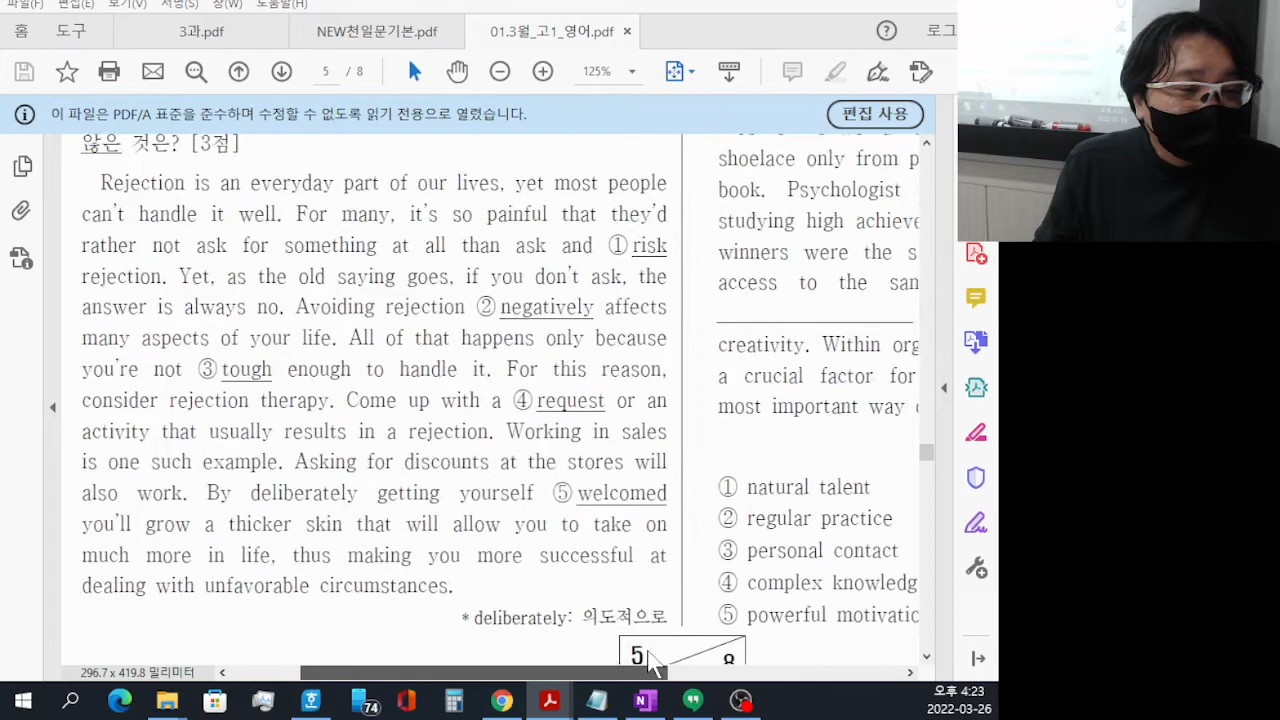 파일(F) 편집(E) 보기(V) 서명(S) 창(W) 도움말(H)
홈 도구 3과.pdf NEW천일문기본.pdf 01.3월_고1_영어.pdf × 로그
5 / 8 125%
이 파일은 PDF/A 표준을 준수하며 수정할 수 없도록 읽기 전용으로 열렸습니다. 편집 사용
않은 것은? [3점]
Rejection is an everyday part of our lives, yet most people
can't handle it well. For many, it's so painful that they'd
rather not ask for something at all than ask and ① risk
rejection. Yet, as the old saying goes, if you don't ask, the
answer is always no. Avoiding rejection ② negatively affects
many aspects of your life. All of that happens only because
you're not ③ tough enough to handle it. For this reason,
consider rejection therapy. Come up with a ④ request or an
activity that usually results in a rejection. Working in sales
is one such example. Asking for discounts at the stores will
also work. By deliberately getting yourself ⑤ welcomed
you'll grow a thicker skin that will allow you to take on
much more in life, thus making you more successful at
dealing with unfavorable circumstances.
* deliberately: 의도적으로
5 8
shoelace only from p
book. Psychologist
studying high achieve
winners were the s
access to the san
creativity. Within org
a crucial factor for
most important way
① natural talent
② regular practice
③ personal contact
④ complex knowledg
⑤ powerful motivatio
296.7 x 419.8 밀리미터
74
오후 4:23
2022-03-26